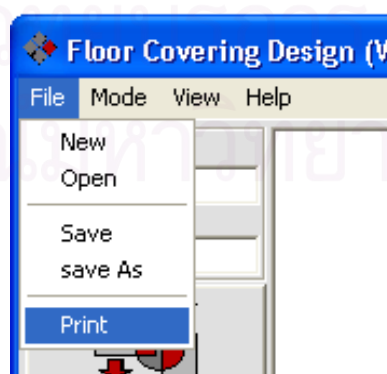 Floor Covering Design (V
File Mode View Help
New
Open
Save
save As
Print